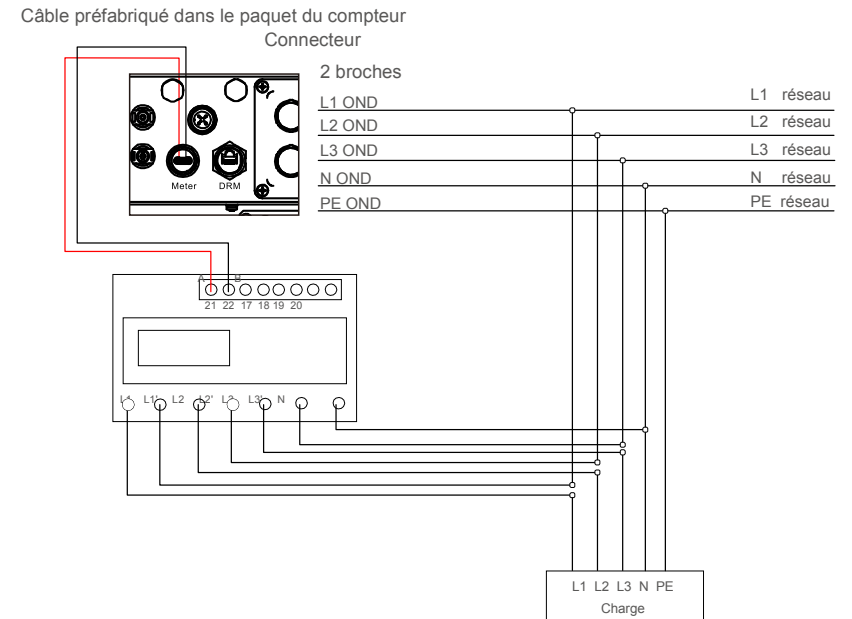 Câble préfabriqué dans le paquet du compteur
Connecteur
2 broches
L1 OND
L1 réseau
L2 OND
L2 réseau
L3 OND
L3 réseau
N OND
N réseau
PE OND
PE réseau
Meter DRM
A B
21 22 17 18 19 20
L1 L1' L2 L2' L3 L3' N
L1 L2 L3 N PE
Charge